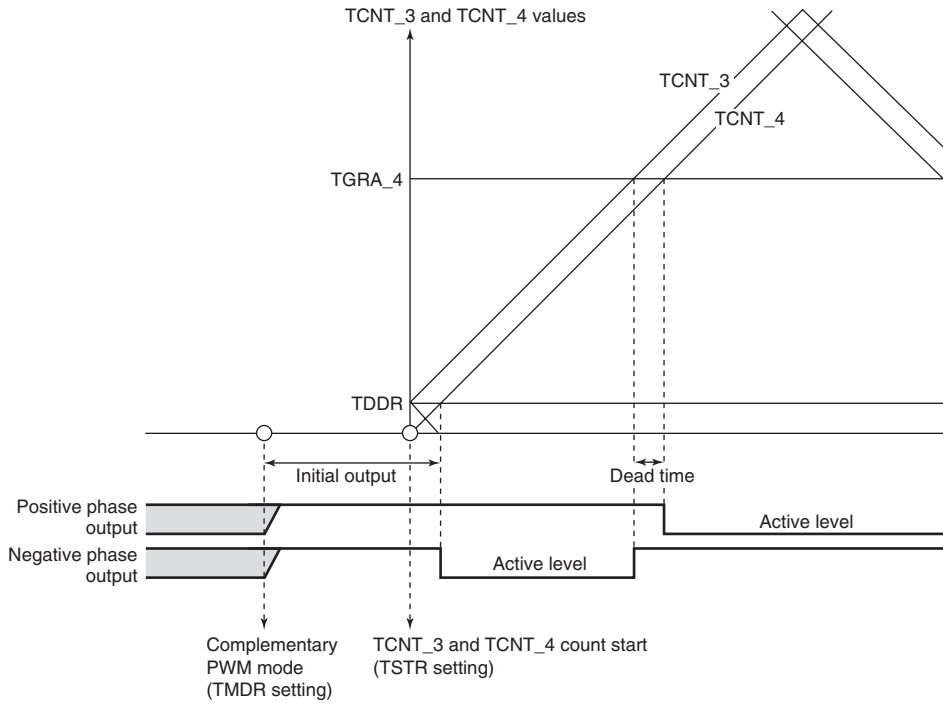 TCNT_3 and TCNT_4 values
TCNT_3
TCNT_4
TGRA_4
TDDR
Initial output
Dead time
Positive phase
output
Active level
Negative phase
output
Active level
Complementary
PWM mode
(TMDR setting)
TCNT_3 and TCNT_4 count start
(TSTR setting)